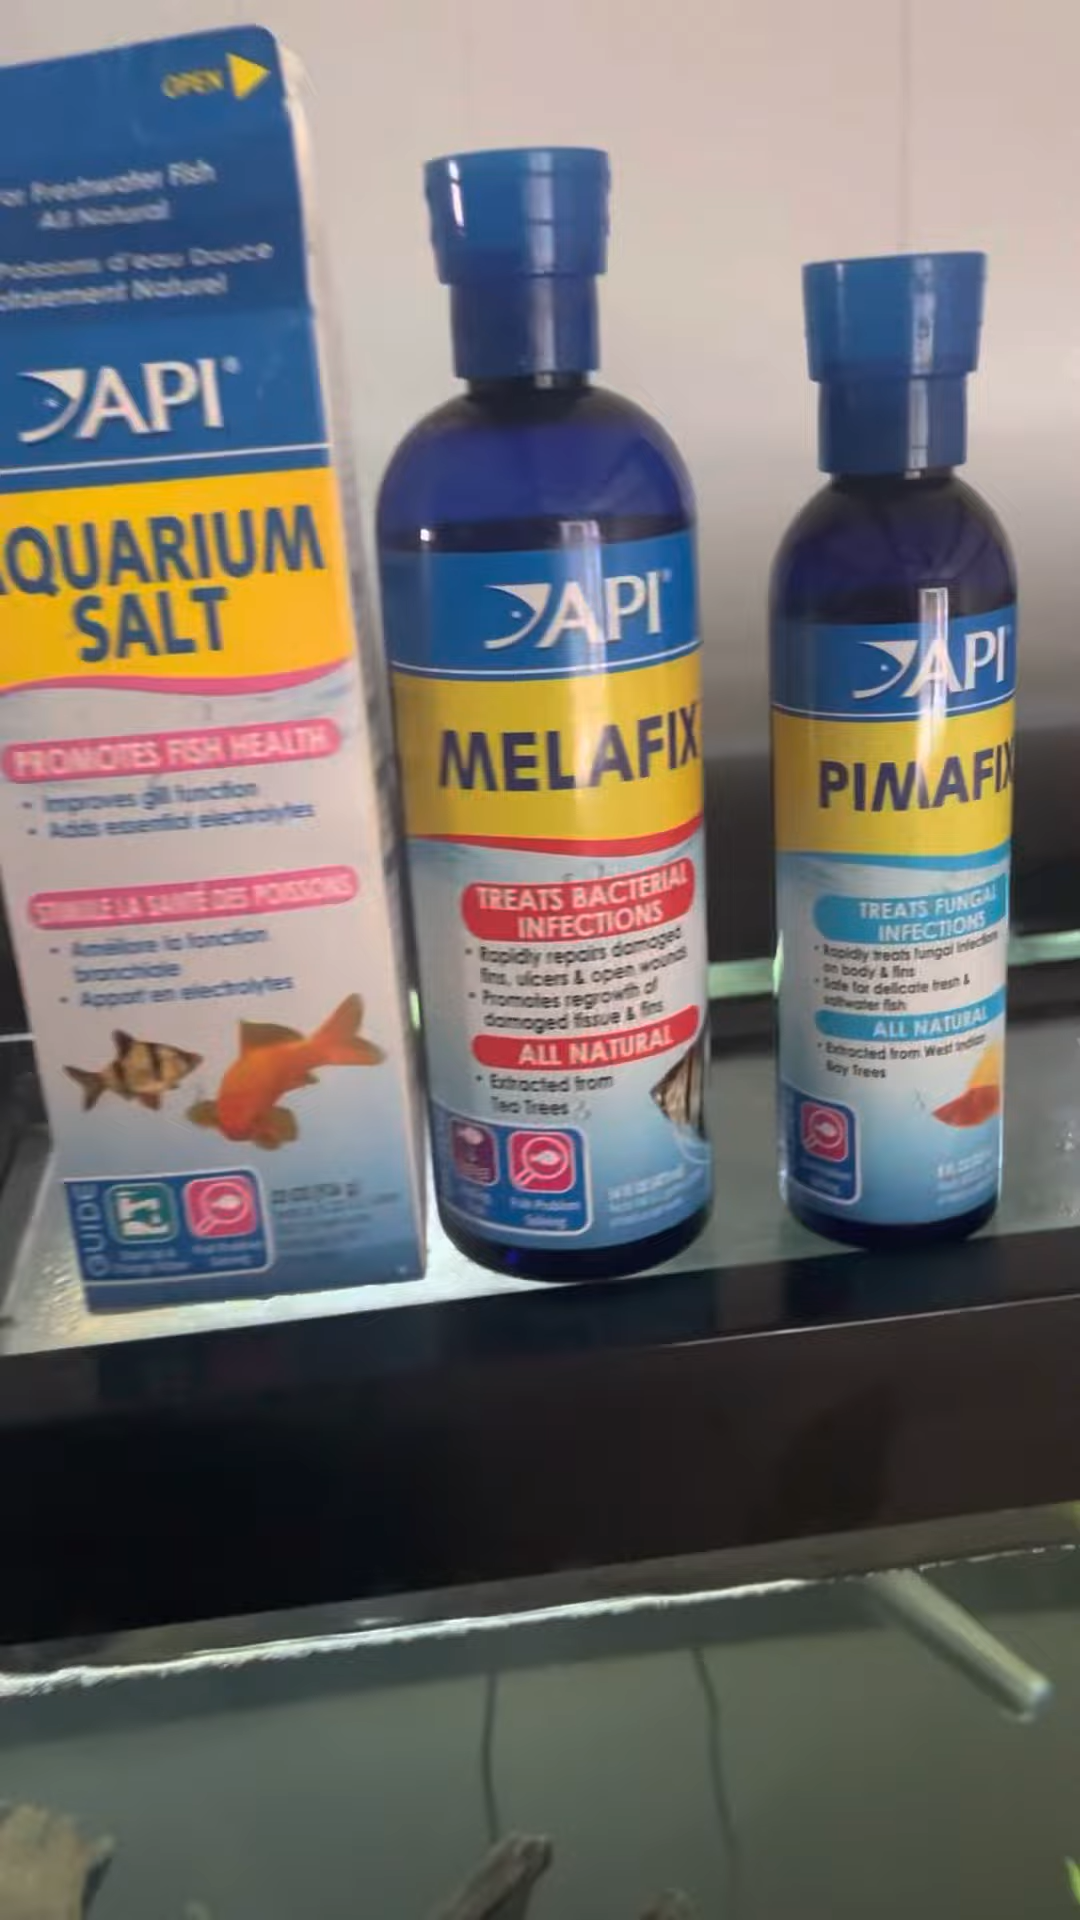 OPEN
or Freshwater Fish
All Natural
Poissons d'eau Douce
otalement Naturel
API®
AQUARIUM
SALT
PROMOTES FISH HEALTH
• Improves gill function
• Adds essential electrolytes
STIMULE LA SANTÉ DES POISSONS
• Améliore la fonction
branchiale
• Apport en electrolytes
GUIDE
API®
MELAFIX
TREATS BACTERIAL
INFECTIONS
• Rapidly repairs damaged
fins, ulcers & open wounds
• Promotes regrowth of
damaged tissue & fins
ALL NATURAL
• Extracted from
Tea Trees
Fish Problem
Solving
API
PIMAFIX
TREATS FUNGAL
INFECTIONS
• Rapidly treats fungal infections
on body & fins
• Safe for delicate fresh &
saltwater fish
ALL NATURAL
• Extracted from West Indian
Bay Trees